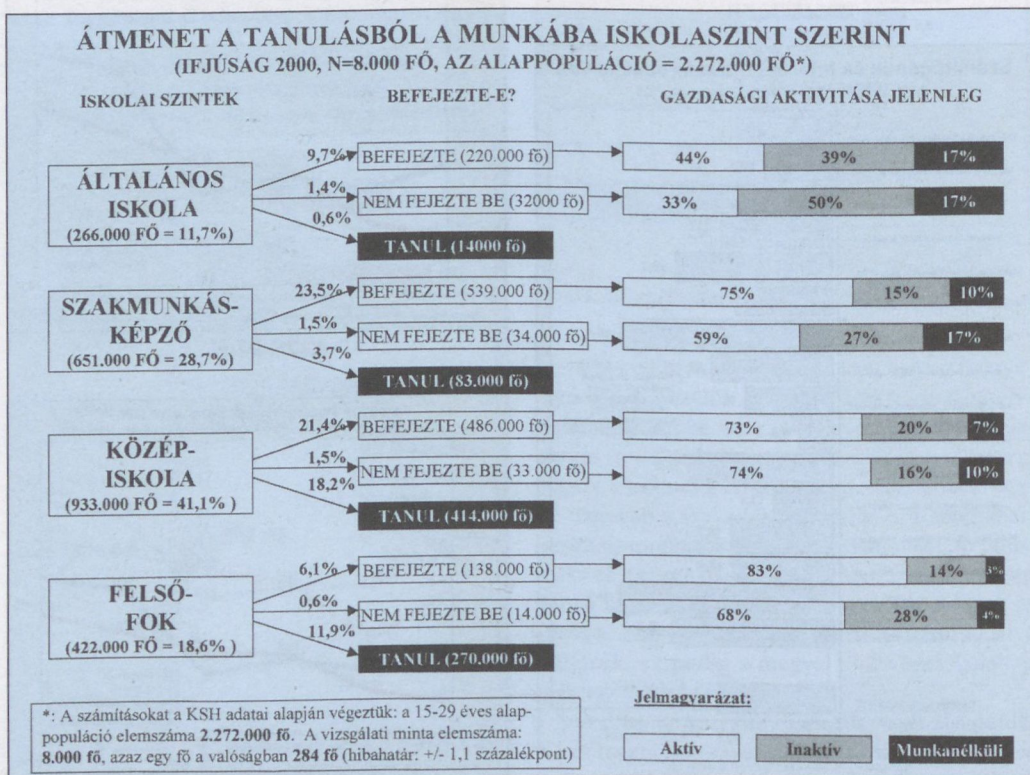 ÁTMENET A TANULÁSBÓL A MUNKÁBA ISKOLASZINT SZERINT
(IFJÚSÁG 2000, N=8.000 FŐ, AZ ALAPPOPULÁCIÓ = 2.272.000 FŐ*)
ISKOLAI SZINTEK BEFEJEZTE-E? GAZDASÁGI AKTIVITÁSA JELENLEG
ÁLTALÁNOS
ISKOLA
(266.000 FŐ = 11,7%)
9,7%
BEFEJEZTE (220.000 fő)
44% 39% 17%
1,4%
NEM FEJEZTE BE (32000 fő)
33% 50% 17%
0,6%
TANUL (14000 fő)
SZAKMUNKÁS-
KÉPZŐ
(651.000 FŐ = 28,7%)
23,5%
BEFEJEZTE (539.000 fő)
75% 15% 10%
1,5%
NEM FEJEZTE BE (34.000 fő)
59% 27% 17%
3,7%
TANUL (83.000 fő)
KÖZÉP-
ISKOLA
(933.000 FŐ = 41,1% )
21,4%
BEFEJEZTE (486.000 fő)
73% 20% 7%
1,5%
NEM FEJEZTE BE (33.000 fő)
74% 16% 10%
18,2%
TANUL (414.000 fő)
FELSŐ-
FOK
(422.000 FŐ = 18,6% )
6,1%
BEFEJEZTE (138.000 fő)
83% 14% 3%
0,6%
NEM FEJEZTE BE (14.000 fő)
68% 28% 4%
11,9%
TANUL (270.000 fő)
*: A számításokat a KSH adatai alapján végeztük: a 15-29 éves alap-
populáció elemszáma 2.272.000 fő. A vizsgálati minta elemszáma:
8.000 fő, azaz egy fő a valóságban 284 fő (hibahatár: +/- 1,1 százalékpont)
Jelmagyarázat:
Aktív Inaktív Munkanélküli